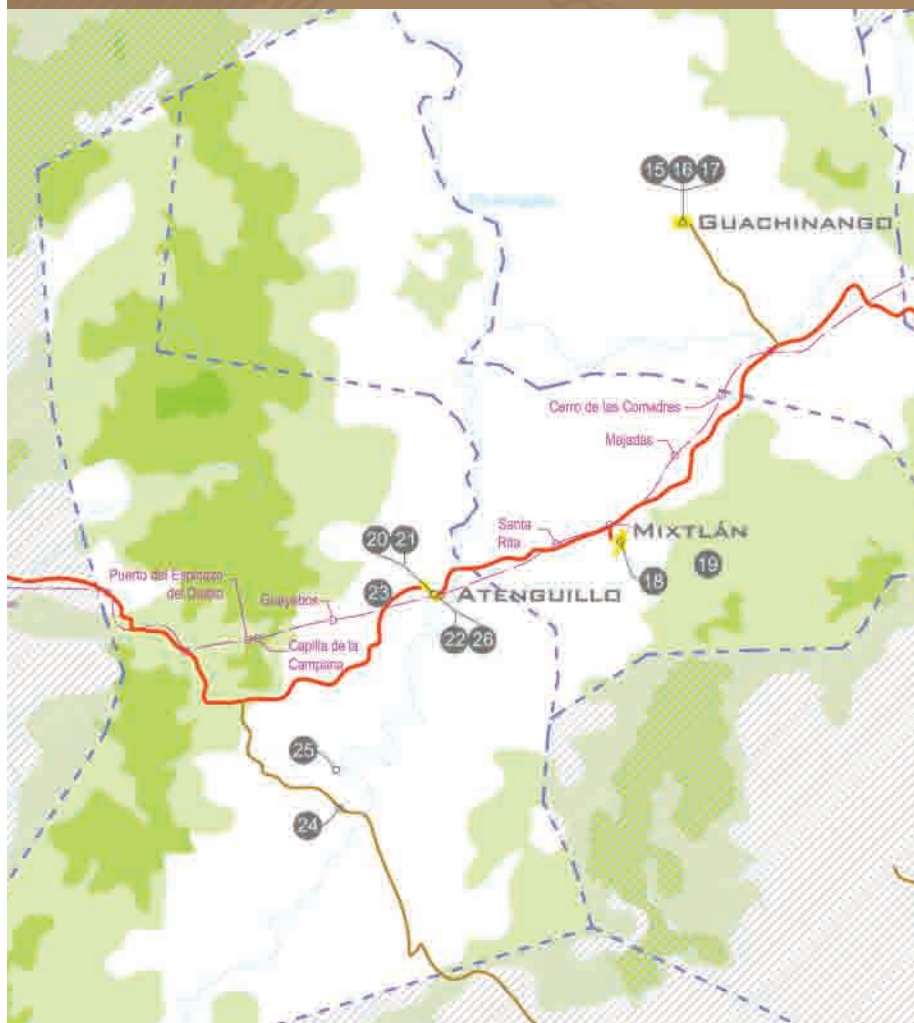 15 16 17
GUACHINANGO
Cerro de las Comadres
Majadas
Santa
Rita
MIXTLÁN
18
19
20 21
23
ATENGUILLO
22 26
Puerto del Espinazo
del Diablo
Guayabos
Capilla de la
Campana
25
24